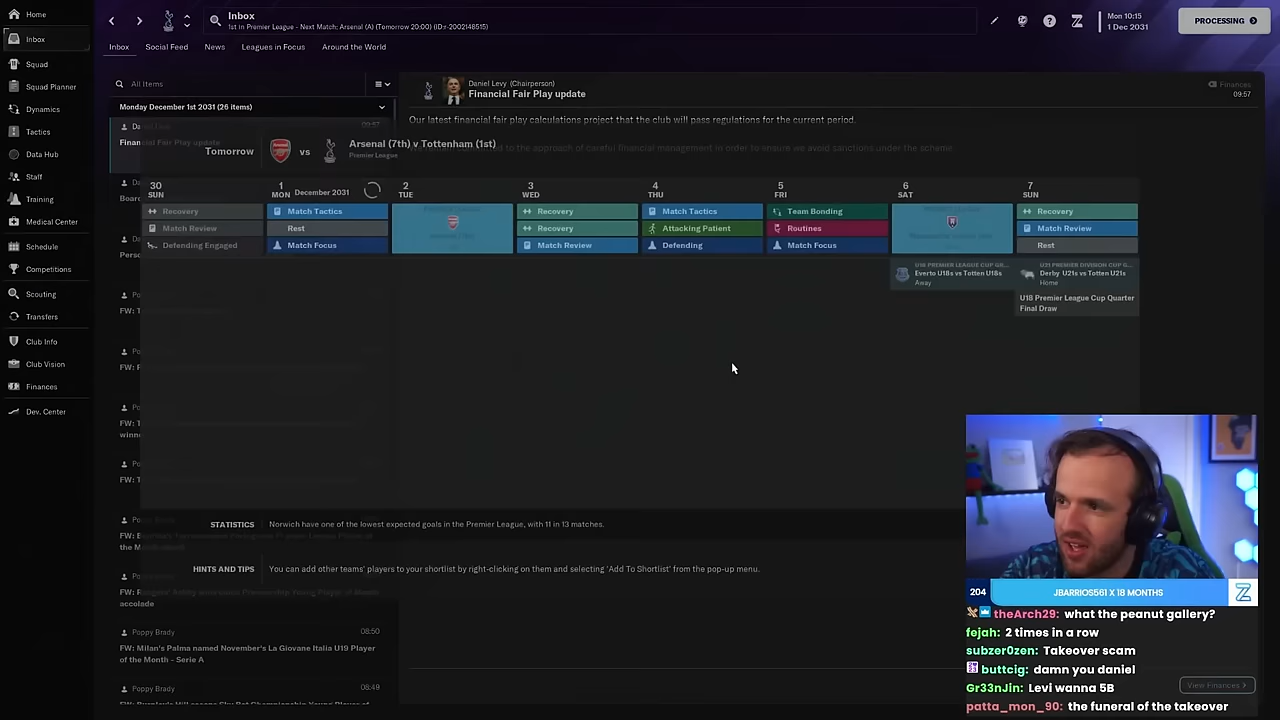 Home
Inbox
Squad
Squad Planner
Dynamics
Tactics
Data Hub
Staff
Training
Medical Center
Schedule
Competitions
Scouting
Transfers
Club Info
Club Vision
Finances
Dev. Center
Inbox
1st in Premier League - Next Match: Arsenal (A) (Tomorrow 20:00) (ID:-2002148515)
Mon 10:15
1 Dec 2031
PROCESSING
Inbox
Social Feed
News
Leagues in Focus
Around the World
All Items
Monday December 1st 2031 (26 items)
Financial Fair Play update
Daniel Levy (Chairperson)
Financial Fair Play update
Finances
09:57
Our latest financial fair play calculations project that the club will pass regulations for the current period.
Tomorrow
vs
Arsenal (7th) v Tottenham (1st)
Premier League
30
SUN
1
MON
December 2031
2
TUE
3
WED
4
THU
5
FRI
6
SAT
7
SUN
Recovery
Match Review
Defending Engaged
Match Tactics
Rest
Match Focus
Recovery
Recovery
Match Review
Match Tactics
Attacking Patient
Defending
Team Bonding
Routines
Match Focus
Recovery
Match Review
Rest
U18 PREMIER LEAGUE CUP GR...
Everto U18s vs Totten U18s
Away
U21 PREMIER DIVISION CUP G...
Derby U21s vs Totten U21s
Home
U18 Premier League Cup Quarter
Final Draw
STATISTICS
Norwich have one of the lowest expected goals in the Premier League, with 11 in 13 matches.
HINTS AND TIPS
You can add other teams' players to your shortlist by right-clicking on them and selecting 'Add To Shortlist' from the pop-up menu.
accolade
Poppy Brady
08:50
FW: Milan's Palma named November's La Giovane Italia U19 Player
of the Month - Serie A
Poppy Brady
08:49
View Finances
204
JBARRIOS561 X 18 MONTHS
theArch29: what the peanut gallery?
fejah: 2 times in a row
subzer0zen: Takeover scam
buttcig: damn you daniel
Gr33nJin: Levi wanna 5B
patta_mon_90: the funeral of the takeover